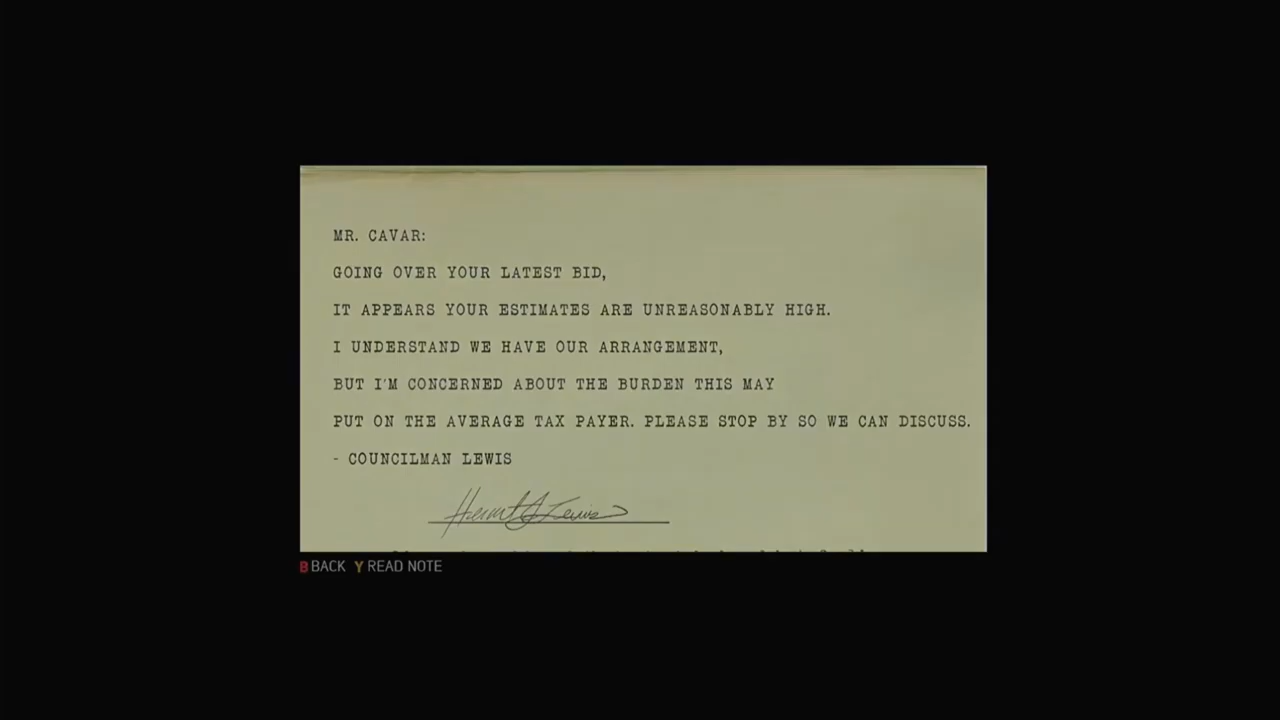 MR. CAVAR:
GOING OVER YOUR LATEST BID,
IT APPEARS YOUR ESTIMATES ARE UNREASONABLY HIGH.
I UNDERSTAND WE HAVE OUR ARRANGEMENT,
BUT I'M CONCERNED ABOUT THE BURDEN THIS MAY
PUT ON THE AVERAGE TAX PAYER. PLEASE STOP BY SO WE CAN DISCUSS.
- COUNCILMAN LEWIS
Lewis
B BACK Y READ NOTE